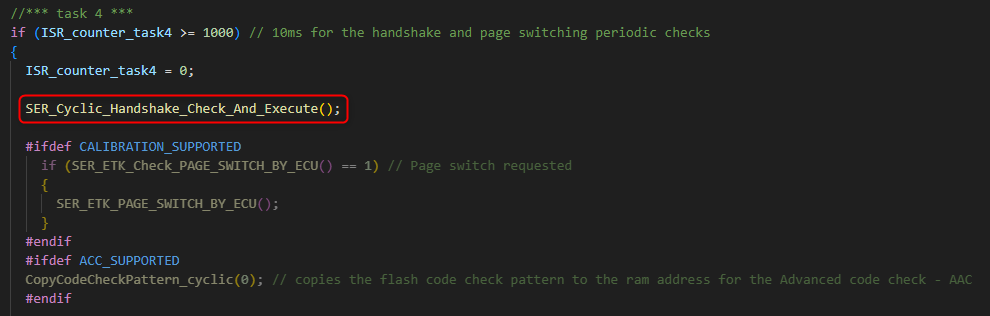 //*** task 4 ***
if (ISR_counter_task4 >= 1000) // 10ms for the handshake and page switching periodic checks
{
ISR_counter_task4 = 0;
SER_Cyclic_Handshake_Check_And_Execute();
#ifdef CALIBRATION_SUPPORTED
if (SER_ETK_Check_PAGE_SWITCH_BY_ECU() == 1) // Page switch requested
{
SER_ETK_PAGE_SWITCH_BY_ECU();
}
#endif
#ifdef ACC_SUPPORTED
CopyCodeCheckPattern_cyclic(0); // copies the flash code check pattern to the ram address for the Advanced code check - AAC
#endif